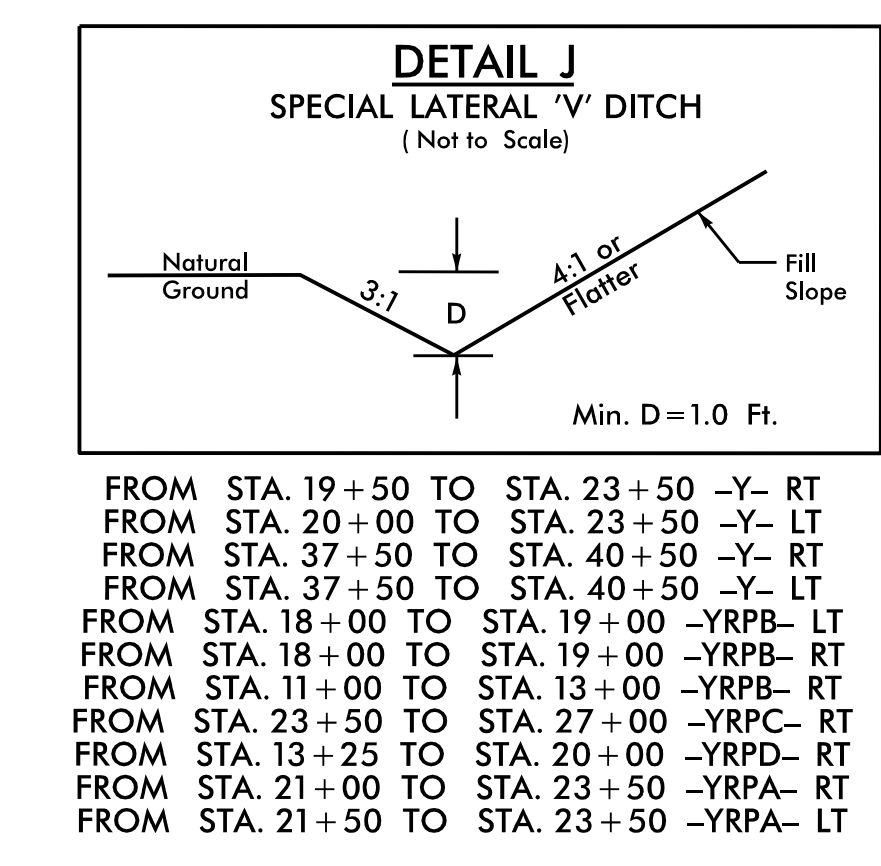 DETAIL J
SPECIAL LATERAL 'V' DITCH
( Not to Scale)
Natural
Ground
3:1
D
4:1 or
Flatter
Fill
Slope
Min. D=1.0 Ft.
FROM STA. 19+50 TO STA. 23+50 –Y– RT
FROM STA. 20+00 TO STA. 23+50 –Y– LT
FROM STA. 37+50 TO STA. 40+50 –Y– RT
FROM STA. 37+50 TO STA. 40+50 –Y– LT
FROM STA. 18+00 TO STA. 19+00 –YRPB– LT
FROM STA. 18+00 TO STA. 19+00 –YRPB– RT
FROM STA. 11+00 TO STA. 13+00 –YRPB– RT
FROM STA. 23+50 TO STA. 27+00 –YRPC– RT
FROM STA. 13+25 TO STA. 20+00 –YRPD– RT
FROM STA. 21+00 TO STA. 23+50 –YRPA– RT
FROM STA. 21+50 TO STA. 23+50 –YRPA– LT